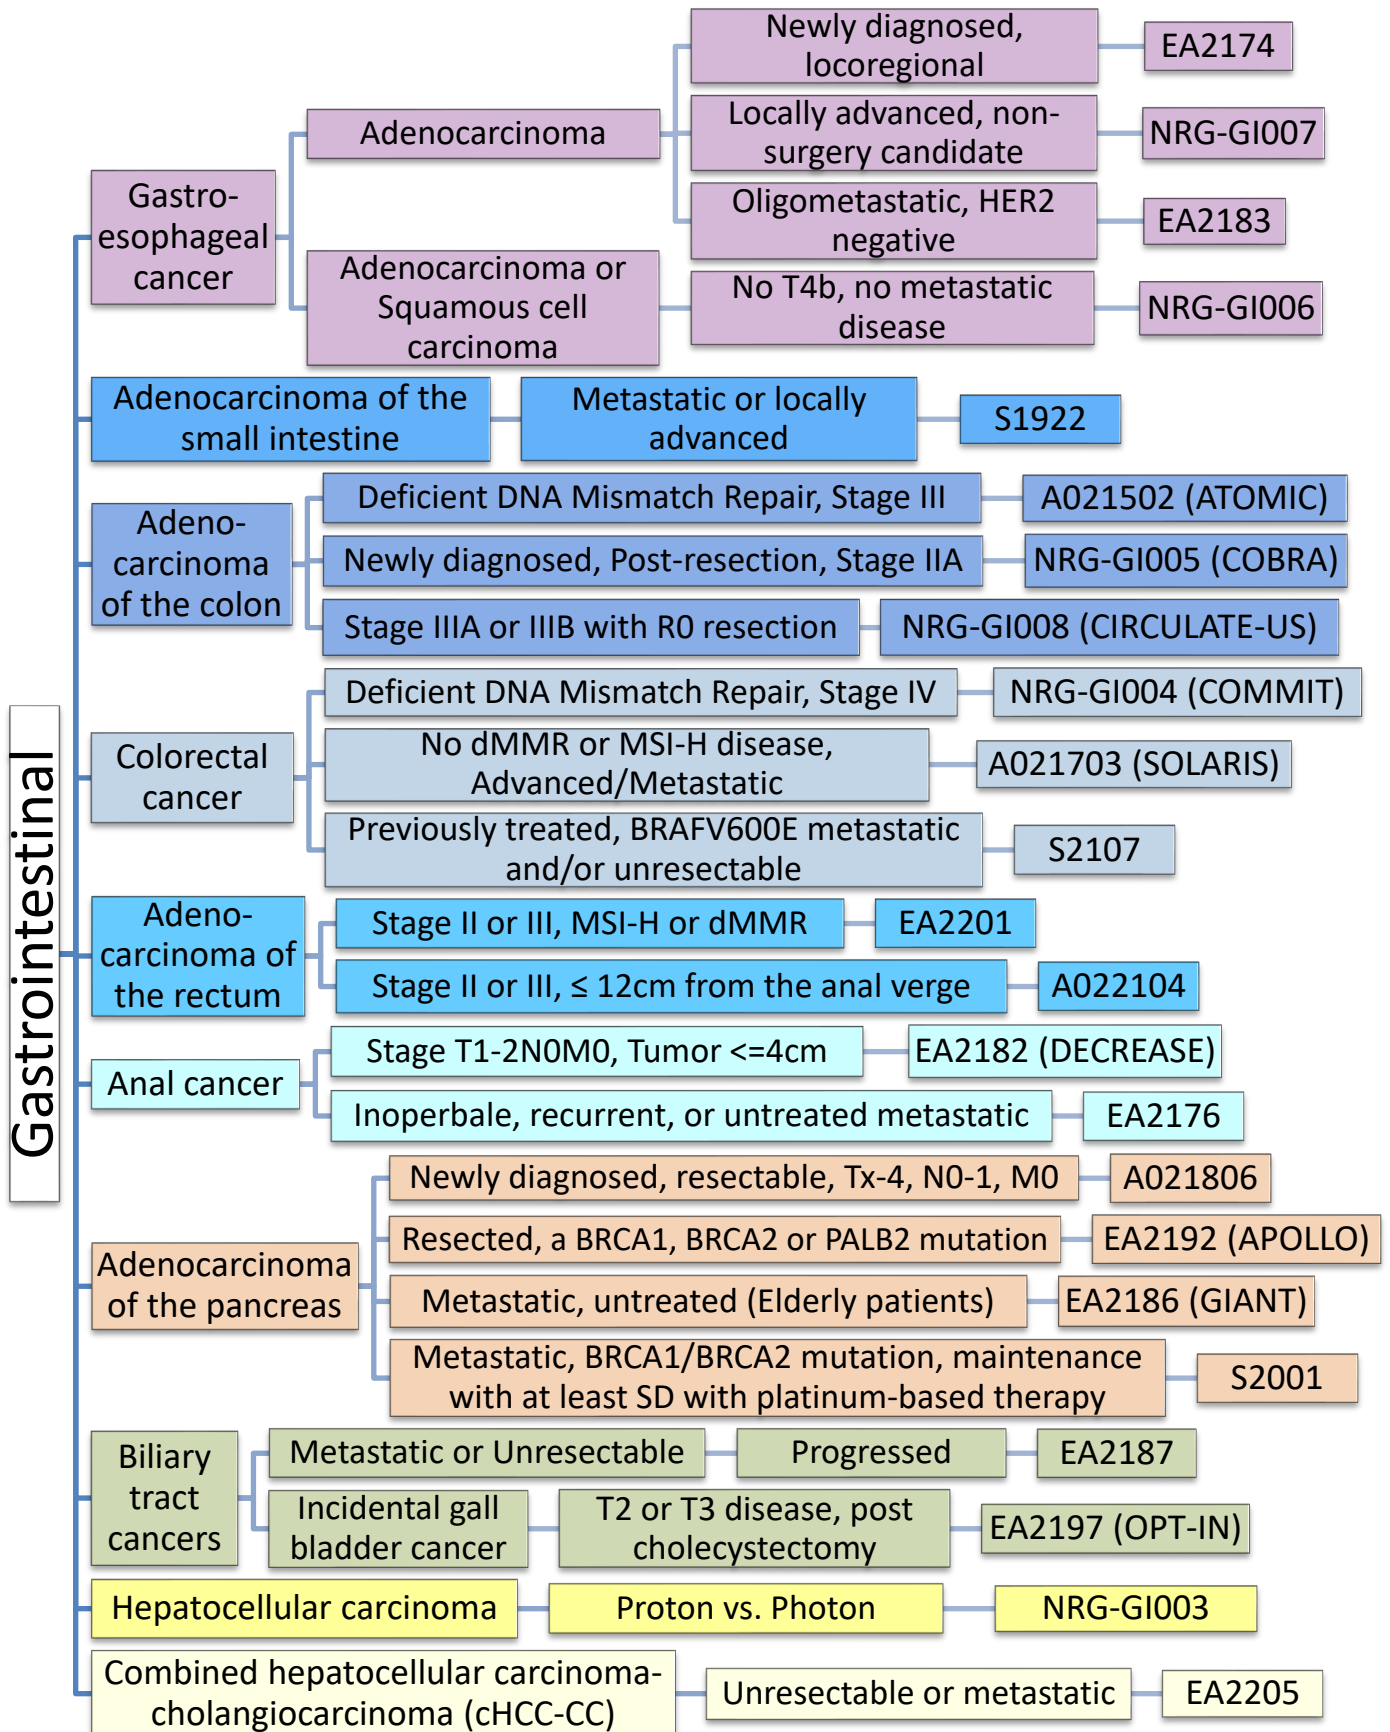 Gastrointestinal
Gastro-
esophageal
cancer
Adenocarcinoma
Newly diagnosed,
locoregional
EA2174
Locally advanced, non-
surgery candidate
NRG-GI007
Oligometastatic, HER2
negative
EA2183
Adenocarcinoma or
Squamous cell
carcinoma
No T4b, no metastatic
disease
NRG-GI006
Adenocarcinoma of the
small intestine
Metastatic or locally
advanced
S1922
Adeno-
carcinoma
of the colon
Deficient DNA Mismatch Repair, Stage III
A021502 (ATOMIC)
Newly diagnosed, Post-resection, Stage IIA
NRG-GI005 (COBRA)
Stage IIIA or IIIB with R0 resection
NRG-GI008 (CIRCULATE-US)
Colorectal
cancer
Deficient DNA Mismatch Repair, Stage IV
NRG-GI004 (COMMIT)
No dMMR or MSI-H disease,
Advanced/Metastatic
A021703 (SOLARIS)
Previously treated, BRAFV600E metastatic
and/or unresectable
S2107
Adeno-
carcinoma of
the rectum
Stage II or III, MSI-H or dMMR
EA2201
Stage II or III, ≤ 12cm from the anal verge
A022104
Anal cancer
Stage T1-2N0M0, Tumor <=4cm
EA2182 (DECREASE)
Inoperbale, recurrent, or untreated metastatic
EA2176
Adenocarcinoma
of the pancreas
Newly diagnosed, resectable, Tx-4, N0-1, M0
A021806
Resected, a BRCA1, BRCA2 or PALB2 mutation
EA2192 (APOLLO)
Metastatic, untreated (Elderly patients)
EA2186 (GIANT)
Metastatic, BRCA1/BRCA2 mutation, maintenance
with at least SD with platinum-based therapy
S2001
Biliary
tract
cancers
Metastatic or Unresectable
Progressed
EA2187
Incidental gall
bladder cancer
T2 or T3 disease, post
cholecystectomy
EA2197 (OPT-IN)
Hepatocellular carcinoma
Proton vs. Photon
NRG-GI003
Combined hepatocellular carcinoma-
cholangiocarcinoma (cHCC-CC)
Unresectable or metastatic
EA2205